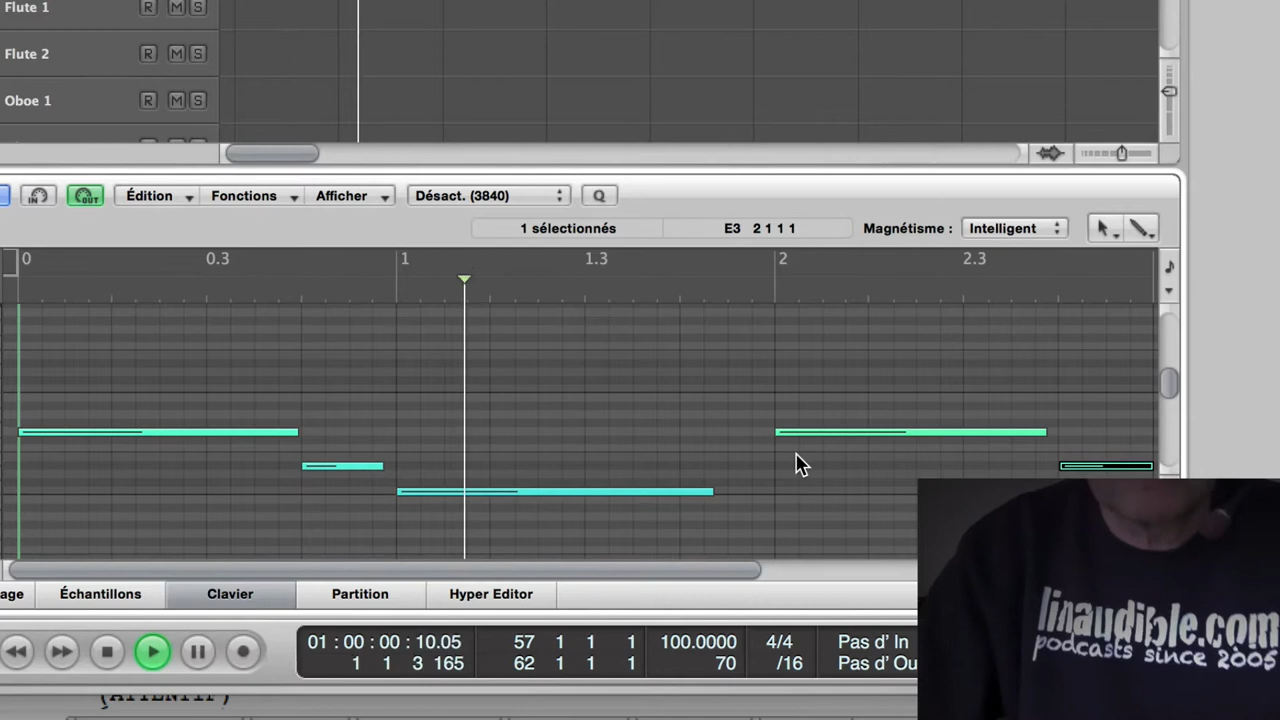 Flute 1 R M S
Flute 2 R M S
Oboe 1 R M S
IN OUT Édition Fonctions Afficher Désact. (3840) Q
1 sélectionnés E3 2 1 1 1 Magnétisme : Intelligent
0 0.3 1 1.3 2 2.3
age Échantillons Clavier Partition Hyper Editor
01 : 00 : 00 : 10.05 57 1 1 1 100.0000 4/4 Pas d' In
1 1 3 165 62 1 1 1 70 /16 Pas d' Ou
linaudible.com
podcasts since 2005
(ATTENTIF)